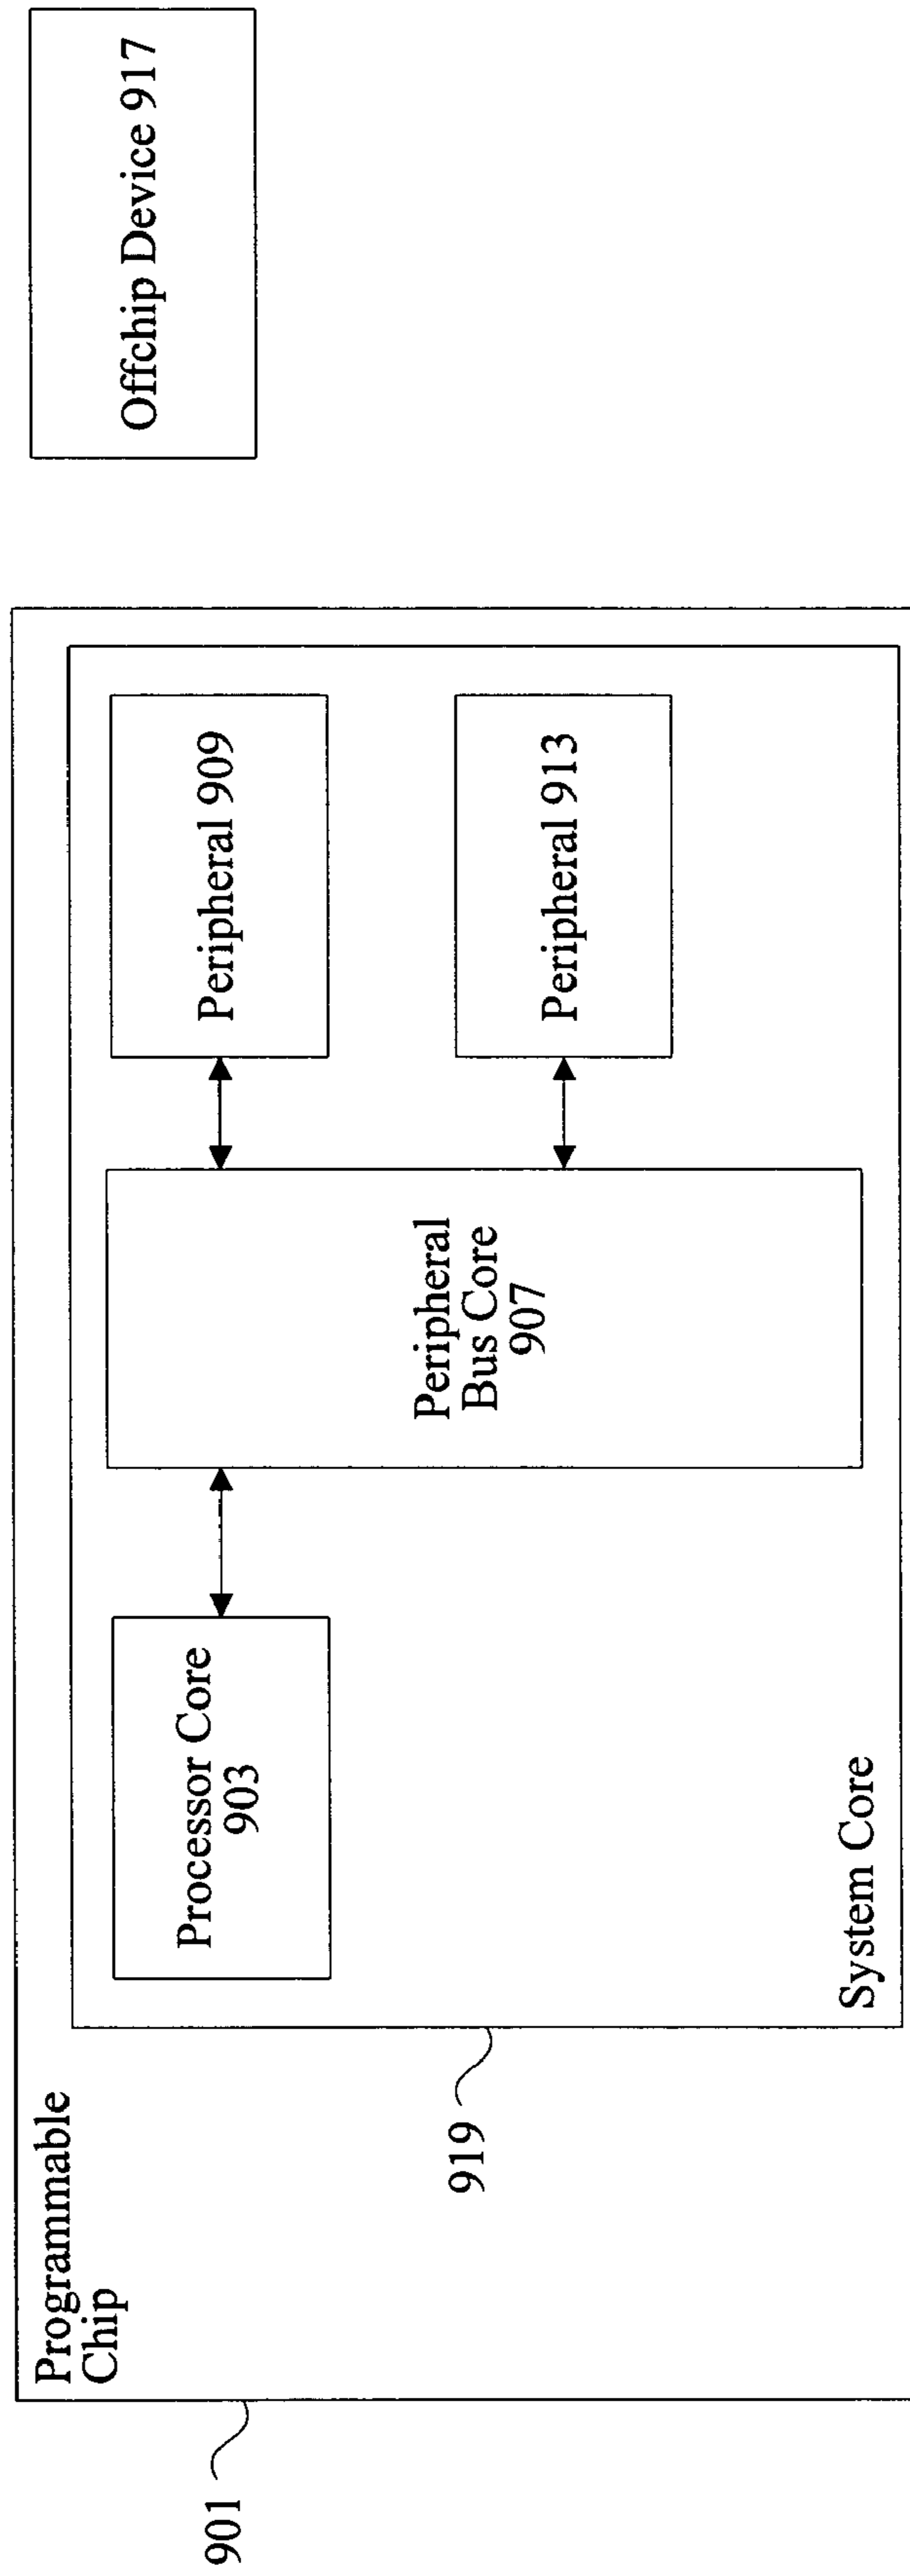 Programmable
Chip
901
919
System Core
Processor Core
903
Peripheral
Bus Core
907
Peripheral 909
Peripheral 913
Offchip Device 917